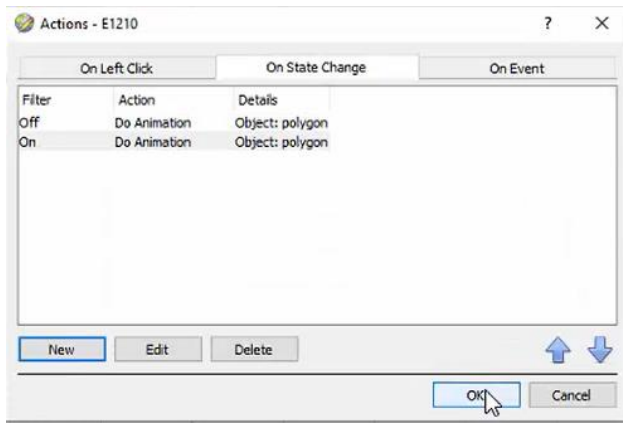 Actions - E1210 ?
On Left Click On State Change On Event
Filter Action Details
Off Do Animation Object: polygon
On Do Animation Object: polygon
New Edit Delete
OK Cancel